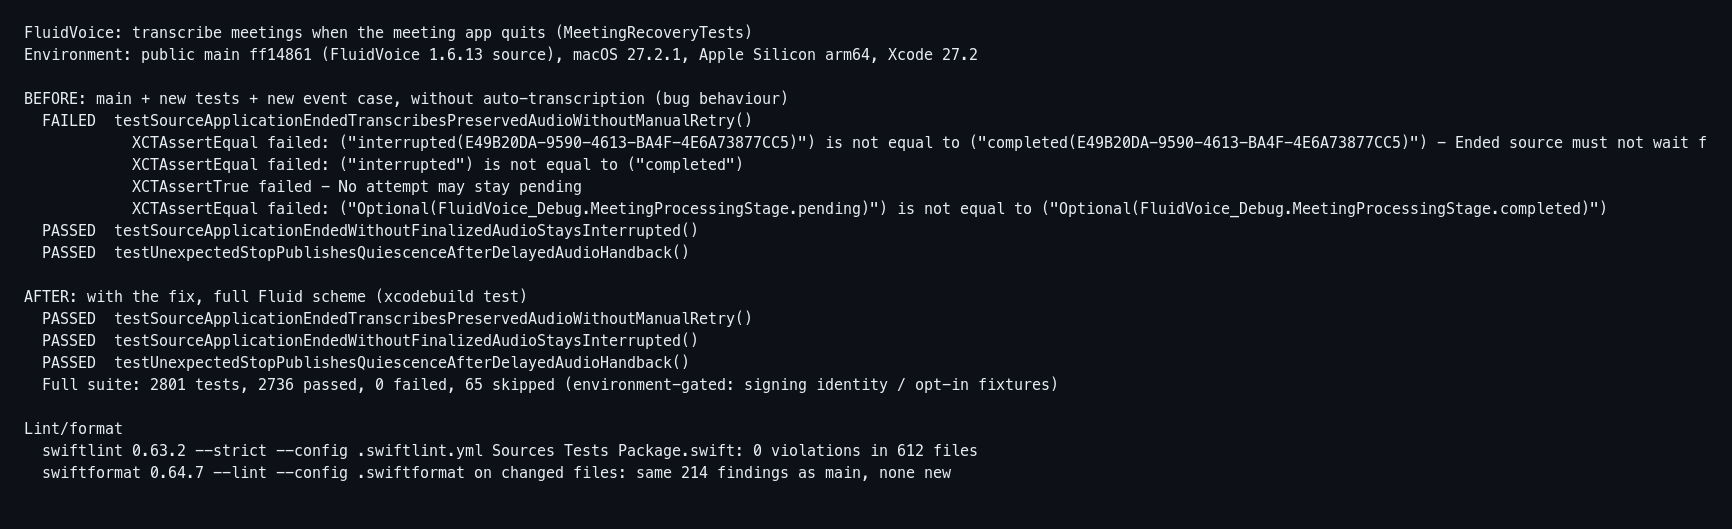 FluidVoice: transcribe meetings when the meeting app quits (MeetingRecoveryTests)
Environment: public main ff14861 (FluidVoice 1.6.13 source), macOS 27.2.1, Apple Silicon arm64, Xcode 27.2
BEFORE: main + new tests + new event case, without auto-transcription (bug behaviour)
FAILED testSourceApplicationEndedTranscribesPreservedAudioWithoutManualRetry()
XCTAssertEqual failed: ("interrupted(E49B20DA-9590-4613-BA4F-4E6A73877CC5)") is not equal to ("completed(E49B20DA-9590-4613-BA4F-4E6A73877CC5)") - Ended source must not wait f
XCTAssertEqual failed: ("interrupted") is not equal to ("completed")
XCTAssertTrue failed - No attempt may stay pending
XCTAssertEqual failed: ("Optional(FluidVoice_Debug.MeetingProcessingStage.pending)") is not equal to ("Optional(FluidVoice_Debug.MeetingProcessingStage.completed)")
PASSED testSourceApplicationEndedWithoutFinalizedAudioStaysInterrupted()
PASSED testUnexpectedStopPublishesQuiescenceAfterDelayedAudioHandback()
AFTER: with the fix, full Fluid scheme (xcodebuild test)
PASSED testSourceApplicationEndedTranscribesPreservedAudioWithoutManualRetry()
PASSED testSourceApplicationEndedWithoutFinalizedAudioStaysInterrupted()
PASSED testUnexpectedStopPublishesQuiescenceAfterDelayedAudioHandback()
Full suite: 2801 tests, 2736 passed, 0 failed, 65 skipped (environment-gated: signing identity / opt-in fixtures)
Lint/format
swiftlint 0.63.2 --strict --config .swiftlint.yml Sources Tests Package.swift: 0 violations in 612 files
swiftformat 0.64.7 --lint --config .swiftformat on changed files: same 214 findings as main, none new